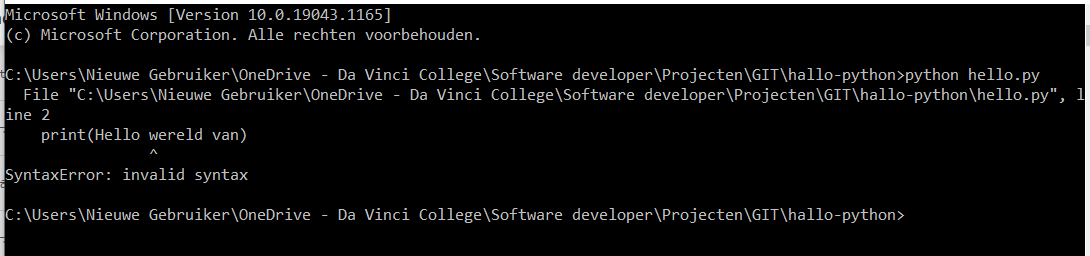 Microsoft Windows [Version 10.0.19043.1165]
(c) Microsoft Corporation. Alle rechten voorbehouden.
C:\Users\Nieuwe Gebruiker\OneDrive - Da Vinci College\Software developer\Projecten\GIT\hallo-python>python hello.py
  File "C:\Users\Nieuwe Gebruiker\OneDrive - Da Vinci College\Software developer\Projecten\GIT\hallo-python\hello.py", l
ine 2
    print(Hello wereld van)
                ^
SyntaxError: invalid syntax
C:\Users\Nieuwe Gebruiker\OneDrive - Da Vinci College\Software developer\Projecten\GIT\hallo-python>